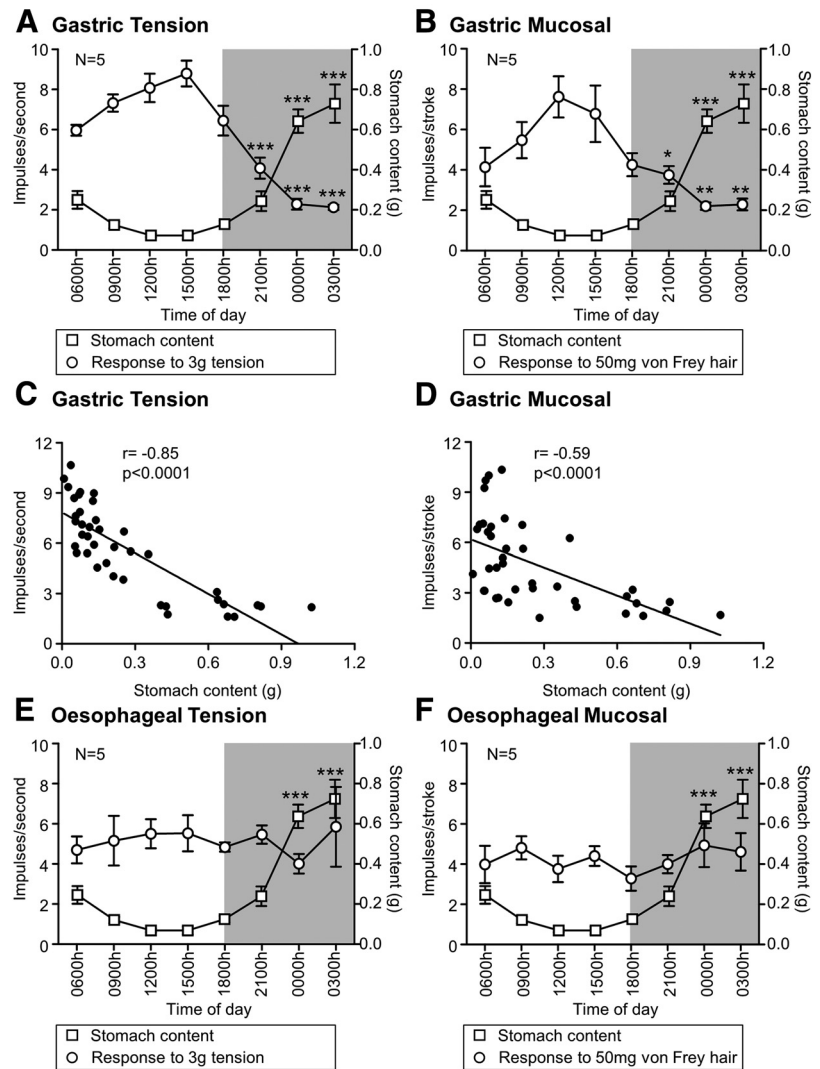 A Gastric Tension
N=5
10
8
6
4
2
0
Impulses/second
1.0
0.8
0.6
0.4
0.2
0.0
Stomach content (g)
***
***
***
***
***
0600h
0900h
1200h
1500h
1800h
2100h
0000h
0300h
Time of day
Stomach content
Response to 3g tension
B Gastric Mucosal
N=5
10
8
6
4
2
0
Impulses/stroke
1.0
0.8
0.6
0.4
0.2
0.0
Stomach content (g)
***
***
*
**
**
0600h
0900h
1200h
1500h
1800h
2100h
0000h
0300h
Time of day
Stomach content
Response to 50mg von Frey hair
C Gastric Tension
r= -0.85
p<0.0001
12
9
6
3
0
Impulses/second
0.0
0.3
0.6
0.9
1.2
Stomach content (g)
D Gastric Mucosal
r= -0.59
p<0.0001
12
9
6
3
0
Impulses/stroke
0.0
0.3
0.6
0.9
1.2
Stomach content (g)
E Oesophageal Tension
N=5
10
8
6
4
2
0
Impulses/second
1.0
0.8
0.6
0.4
0.2
0.0
Stomach content (g)
***
***
0600h
0900h
1200h
1500h
1800h
2100h
0000h
0300h
Time of day
Stomach content
Response to 3g tension
F Oesophageal Mucosal
N=5
10
8
6
4
2
0
Impulses/stroke
1.0
0.8
0.6
0.4
0.2
0.0
Stomach content (g)
***
***
0600h
0900h
1200h
1500h
1800h
2100h
0000h
0300h
Time of day
Stomach content
Response to 50mg von Frey hair